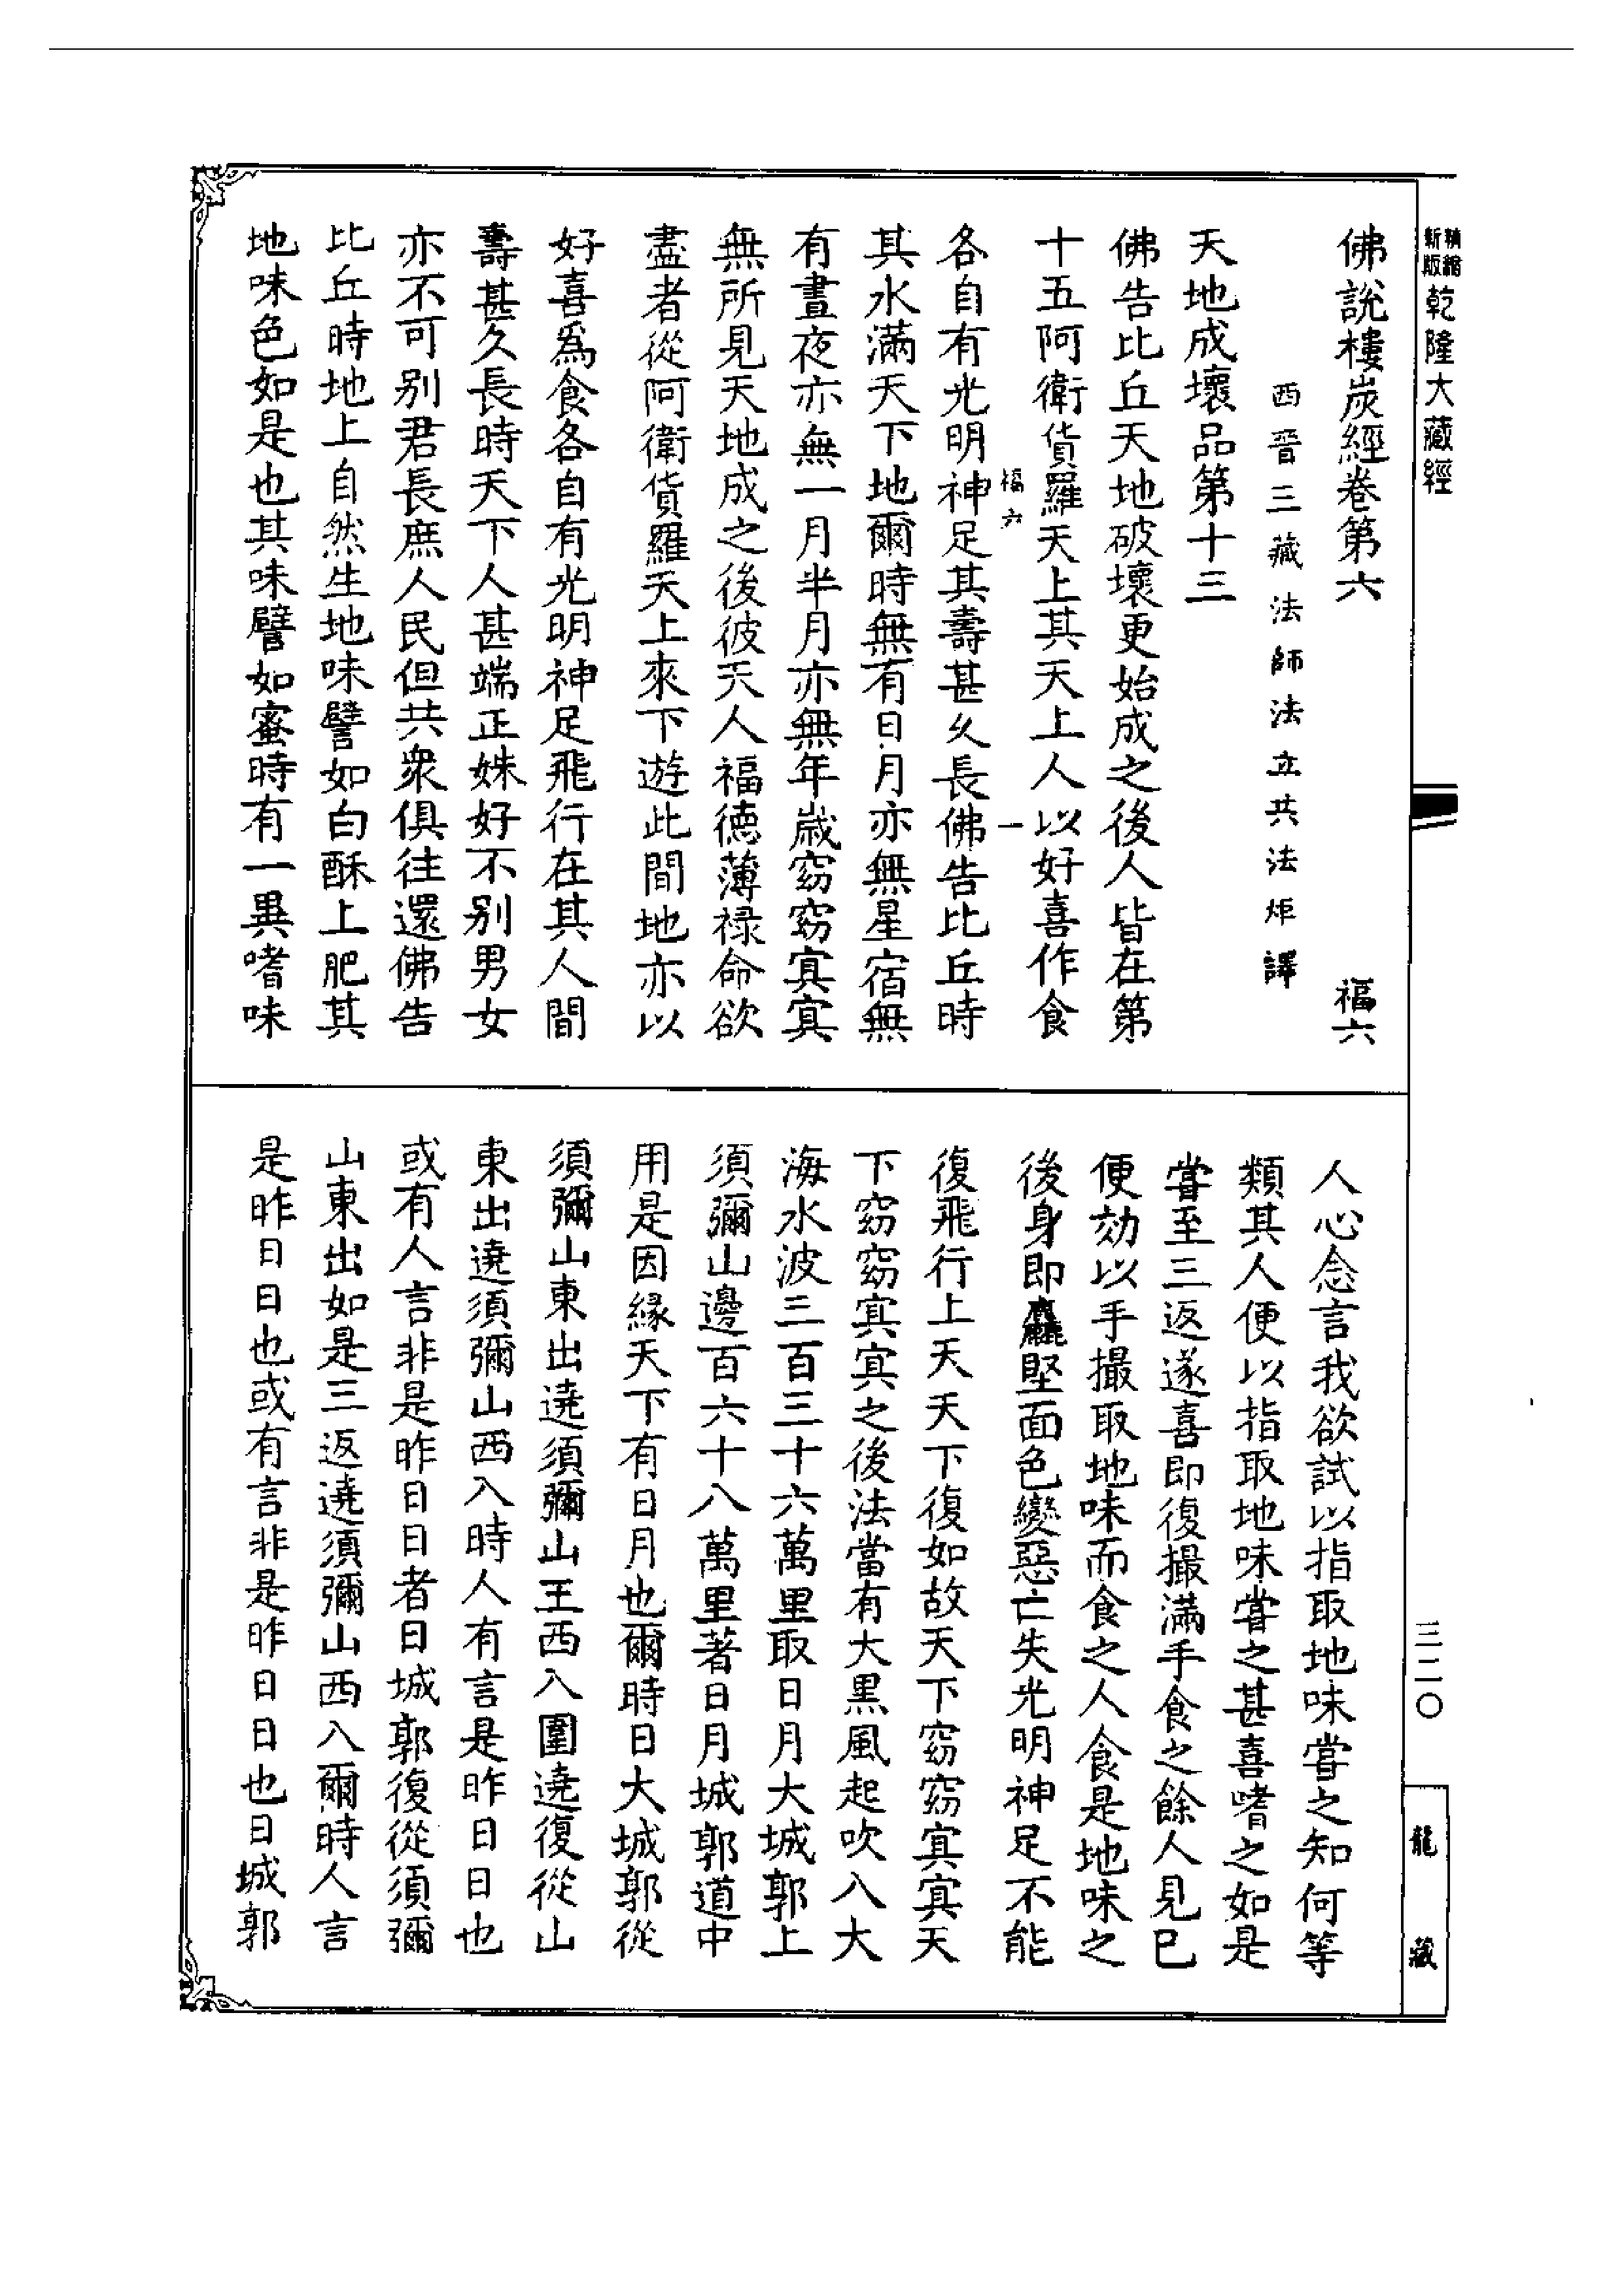 新版精縮
乾隆大藏經
佛說樓炭經卷第六 福六
西晉三藏法師法立共法炬譯
天地成壞品第十三
佛告比丘天地破壞更始成之後人皆在第
十五阿衛貨羅天上其天上人以好喜作食
福六 一
各自有光明神足其壽甚久長佛告比丘時
其水滿天下地爾時無有日月亦無星宿無
有晝夜亦無一月半月亦無年歲窈窈寘寘
無所見天地成之後彼天人福德薄祿命欲
盡者從阿衛貨羅天上來下遊此間地亦以
好喜爲食各自有光明神足飛行在其人間
壽甚久長時天下人甚端正姝好不別男女
亦不可別君長庶人民但共衆俱往還佛告
比丘時地上自然生地味譬如白酥上肥其
地味色如是也其味譬如蜜時有一異嗜味
人心念言我欲試以指取地味甞之知何等
類其人便以指取地味甞之甚喜嗜之如是
甞至三返遂喜即復撮滿手食之餘人見已
便効以手撮取地味而食之人食是地味之
後身即麤堅面色變惡亡失光明神足不能
復飛行上天天下復如故天下窈窈寘寘天
下窈窈寘寘之後法當有大黑風起吹入大
海水波三百三十六萬里取日月大城郭上
須彌山邊百六十八萬里著日月城郭道中
用是因緣天下有日月也爾時日大城郭從
須彌山東出遶須彌山王西入圍遶復從山
東出遶須彌山西入時人有言是昨日日也
或有人言非是昨日日者日城郭復從須彌
山東出如是三返遶須彌山西入爾時人言
是昨日日也或有言非是昨日日也日城郭
三二〇
龍藏